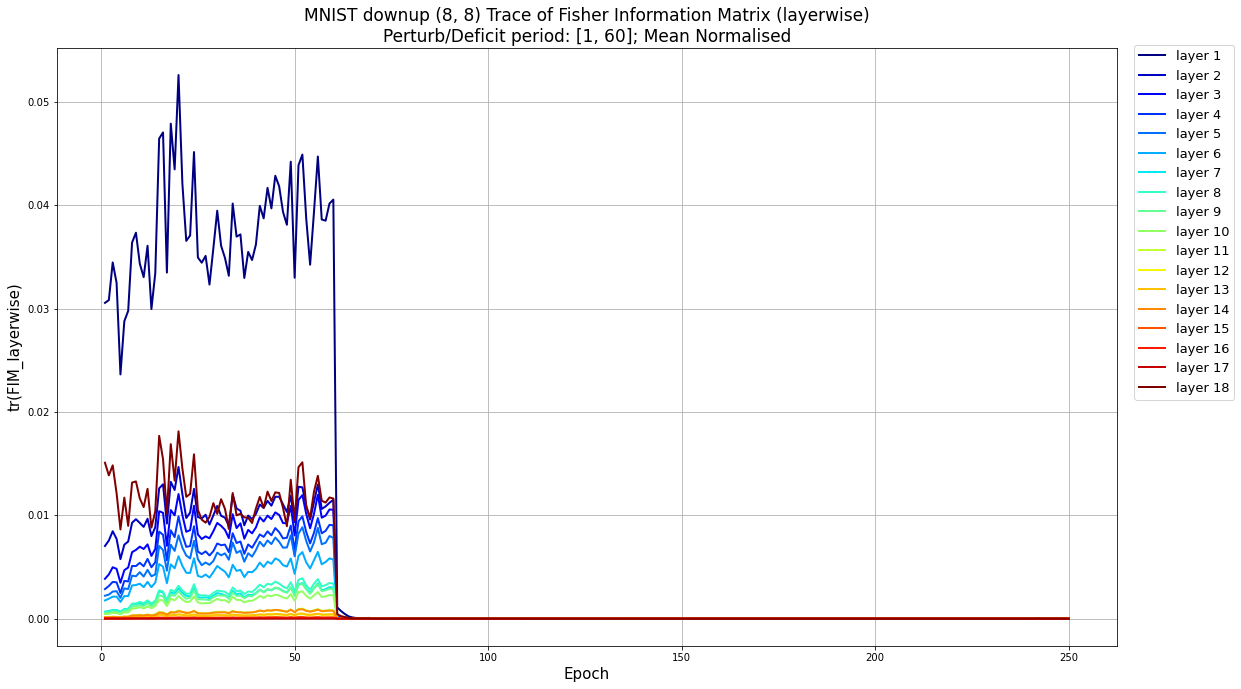 MNIST downup (8, 8) Trace of Fisher Information Matrix (layerwise)
Perturb/Deficit period: [1, 60]; Mean Normalised
tr(FIM_layerwise)
0.05
0.04
0.03
0.02
0.01
0.00
0
50
100
150
200
250
Epoch
layer 1
layer 2
layer 3
layer 4
layer 5
layer 6
layer 7
layer 8
layer 9
layer 10
layer 11
layer 12
layer 13
layer 14
layer 15
layer 16
layer 17
layer 18